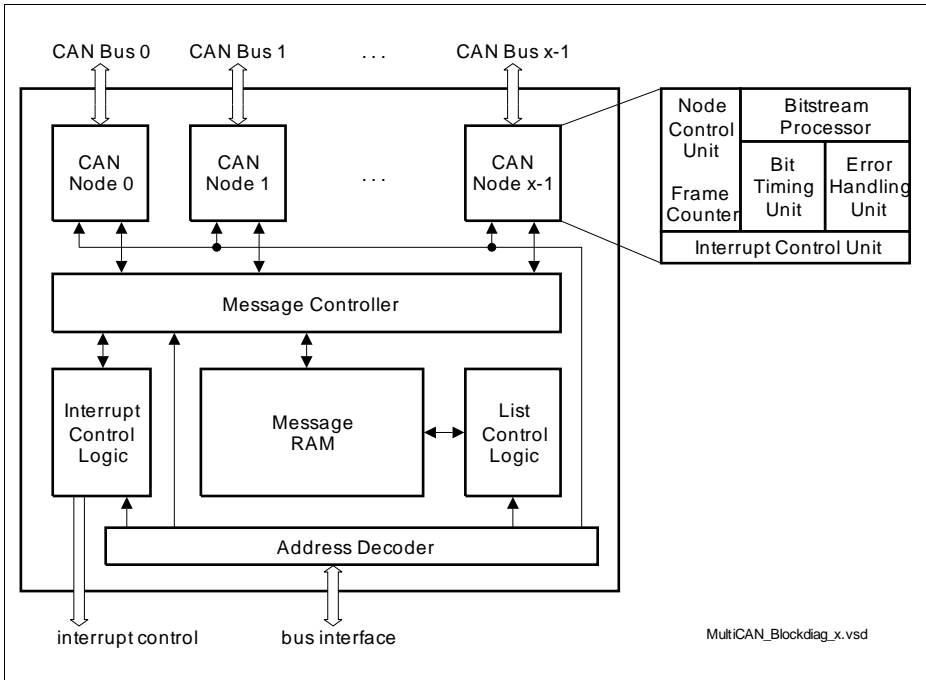 CAN Bus 0 CAN Bus 1 . . . CAN Bus x-1
CAN
Node 0
CAN
Node 1
. . .
CAN
Node x-1
Node
Control
Unit
Frame
Counter
Bitstream
Processor
Bit
Timing
Unit
Error
Handling
Unit
Interrupt Control Unit
Message Controller
Interrupt
Control
Logic
Message
RAM
List
Control
Logic
Address Decoder
interrupt control
bus interface
MultiCAN_Blockdiag_x.vsd